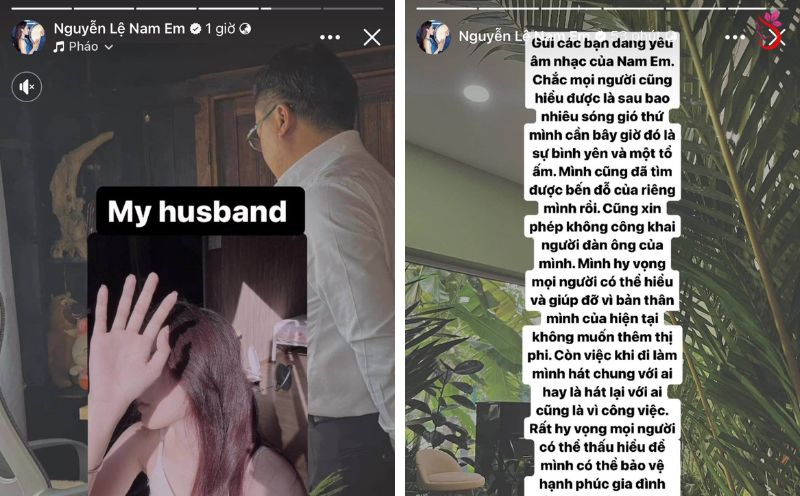 Nguyễn Lệ Nam Em 1 giờ
Pháo
My husband
Nguyễn Lệ Nam Em 53 phút
Gửi các bạn đang yêu
âm nhạc của Nam Em.
Chắc mọi người cũng
hiểu được là sau bao
nhiêu sóng gió thứ
mình cần bây giờ đó là
sự bình yên và một tổ
ấm. Mình cũng đã tìm
được bến đỗ của riêng
mình rồi. Cũng xin
phép không công khai
người đàn ông của
mình. Mình hy vọng
mọi người có thể hiểu
và giúp đỡ vì bản thân
mình của hiện tại
không muốn thêm thị
phi. Còn việc khi đi làm
mình hát chung với ai
hay là hát lại với ai
cũng là vì công việc.
Rất hy vọng mọi người
có thể thấu hiểu để
mình có thể bảo vệ
hạnh phúc gia đình